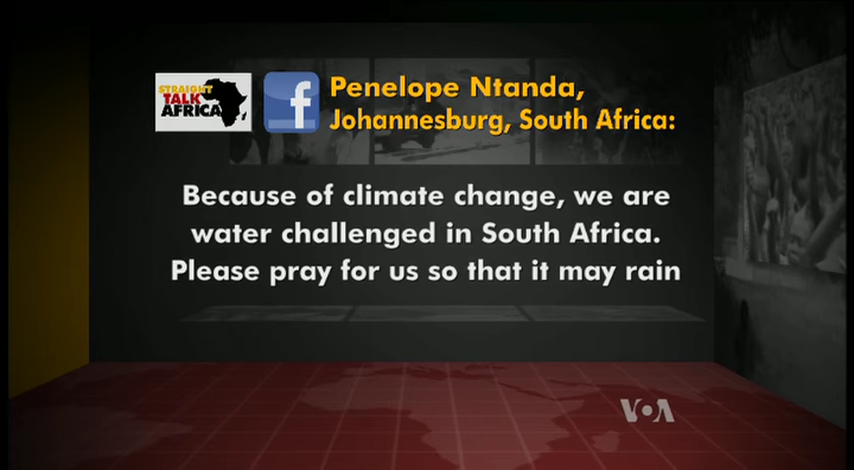 STRAIGHT
TALK
AFRICA
f
Penelope Ntanda,
Johannesburg, South Africa:
Because of climate change, we are
water challenged in South Africa.
Please pray for us so that it may rain
VOA